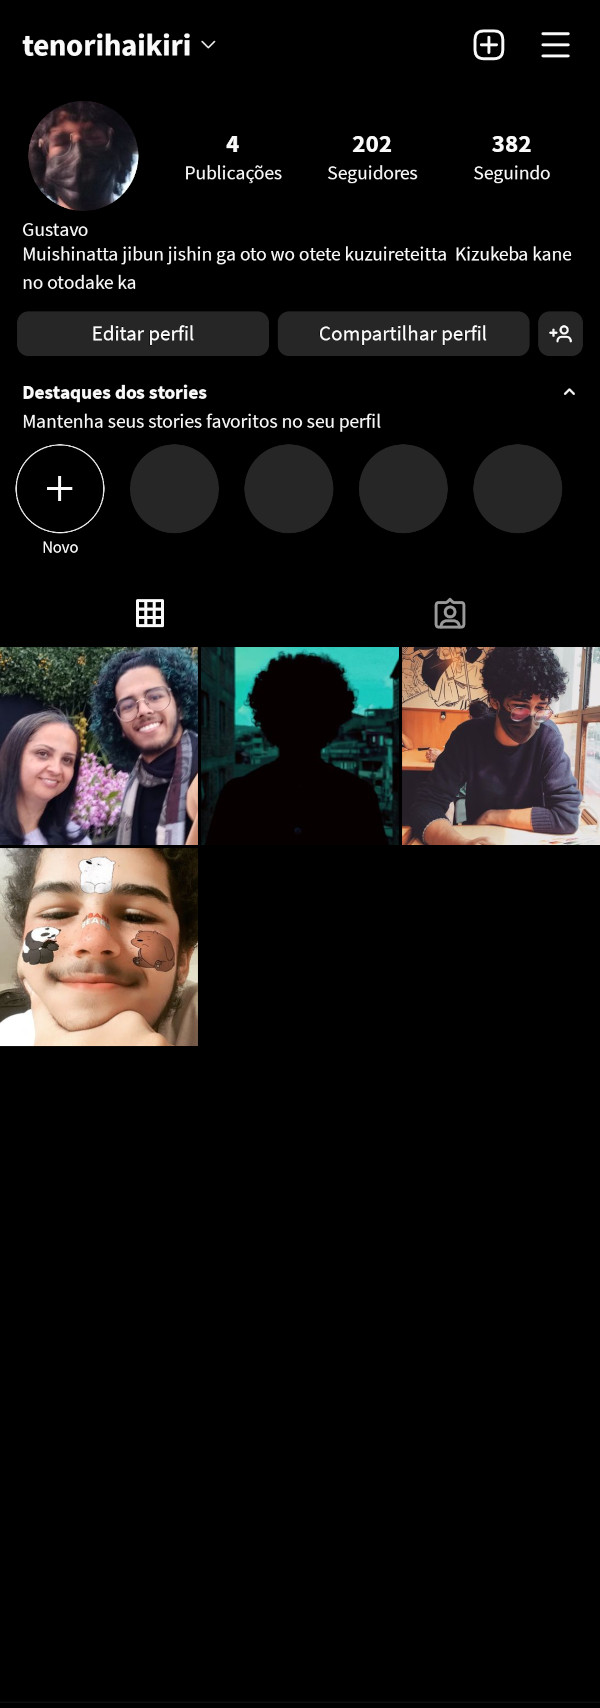 tenorihaikiri
4 202 382
Publicações Seguidores Seguindo
Gustavo
Muishinatta jibun jishin ga oto wo otete kuzuireteitta Kizukeba kane
no otodake ka
Editar perfil Compartilhar perfil
Destaques dos stories
Mantenha seus stories favoritos no seu perfil
Novo